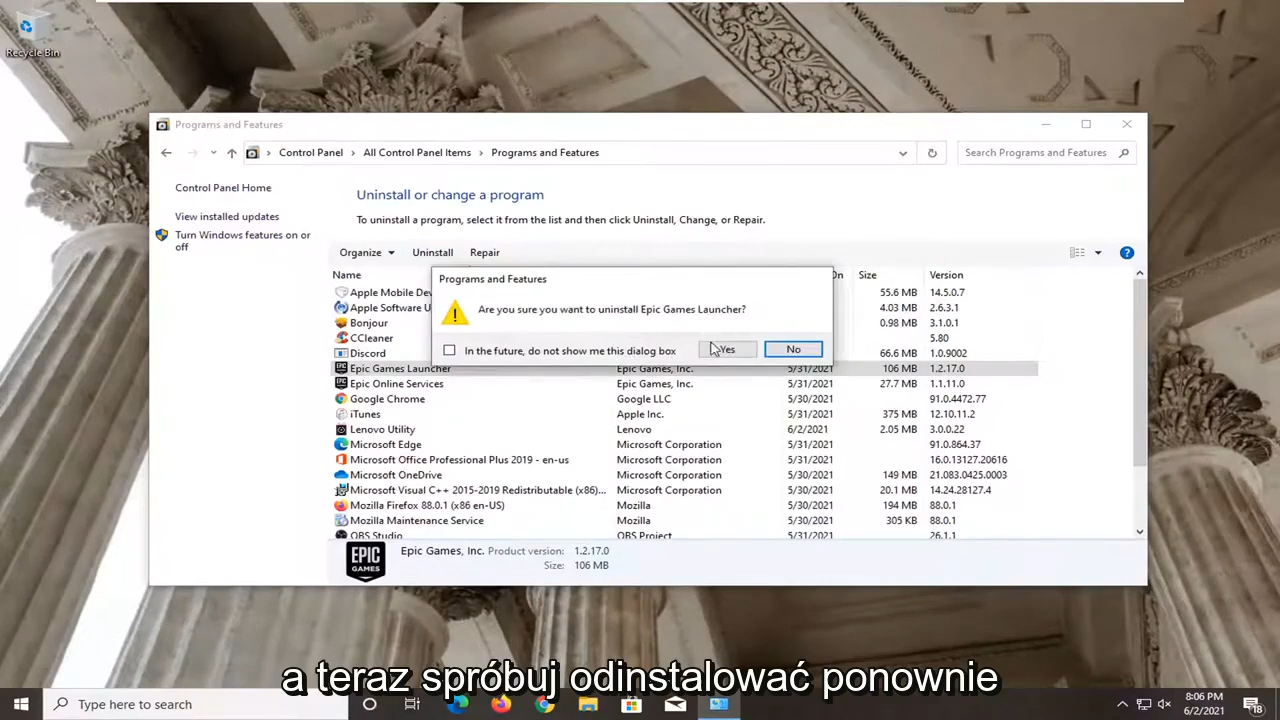 Recycle Bin
Programs and Features
Control Panel > All Control Panel Items > Programs and Features
Search Programs and Features
Control Panel Home
View installed updates
Turn Windows features on or off
Uninstall or change a program
To uninstall a program, select it from the list and then click Uninstall, Change, or Repair.
Organize Uninstall Repair
Name On Size Version
Programs and Features
Are you sure you want to uninstall Epic Games Launcher?
In the future, do not show me this dialog box
Yes No
Apple Mobile De 55.6 MB 14.5.0.7
Apple Software U 2.6.3.1
Bonjour 0.98 MB 3.1.0.1
CCleaner 5.80
Discord 66.6 MB 1.0.9002
Epic Games Launcher Epic Games, Inc. 5/31/2021 106 MB 1.2.17.0
Epic Online Services Epic Games, Inc. 5/31/2021 27.7 MB 1.1.11.0
Google Chrome Google LLC 5/31/2021 91.0.4472.77
iTunes Apple Inc. 5/31/2021 375 MB 12.10.11.2
Lenovo Utility Lenovo 6/2/2021 2.05 MB 3.0.0.22
Microsoft Edge Microsoft Corporation 5/31/2021 91.0.864.37
Microsoft Office Professional Plus 2019 - en-us Microsoft Corporation 5/31/2021 16.0.13127.20616
Microsoft OneDrive Microsoft Corporation 5/30/2021 149 MB 21.083.0425.0003
Microsoft Visual C++ 2015-2019 Redistributable (x86)... Microsoft Corporation 5/30/2021 20.1 MB 14.24.28127.4
Mozilla Firefox 88.0.1 (x86 en-US) Mozilla 5/30/2021 194 MB 88.0.1
Mozilla Maintenance Service Mozilla 5/30/2021 305 KB 88.0.1
OBS Studio OBS Project 5/30/2021 26.1.1
EPIC GAMES
Epic Games, Inc. Product version: 1.2.17.0
Size: 106 MB
a teraz spróbuj odinstalować ponownie
Type here to search
8:06 PM
6/2/2021
18